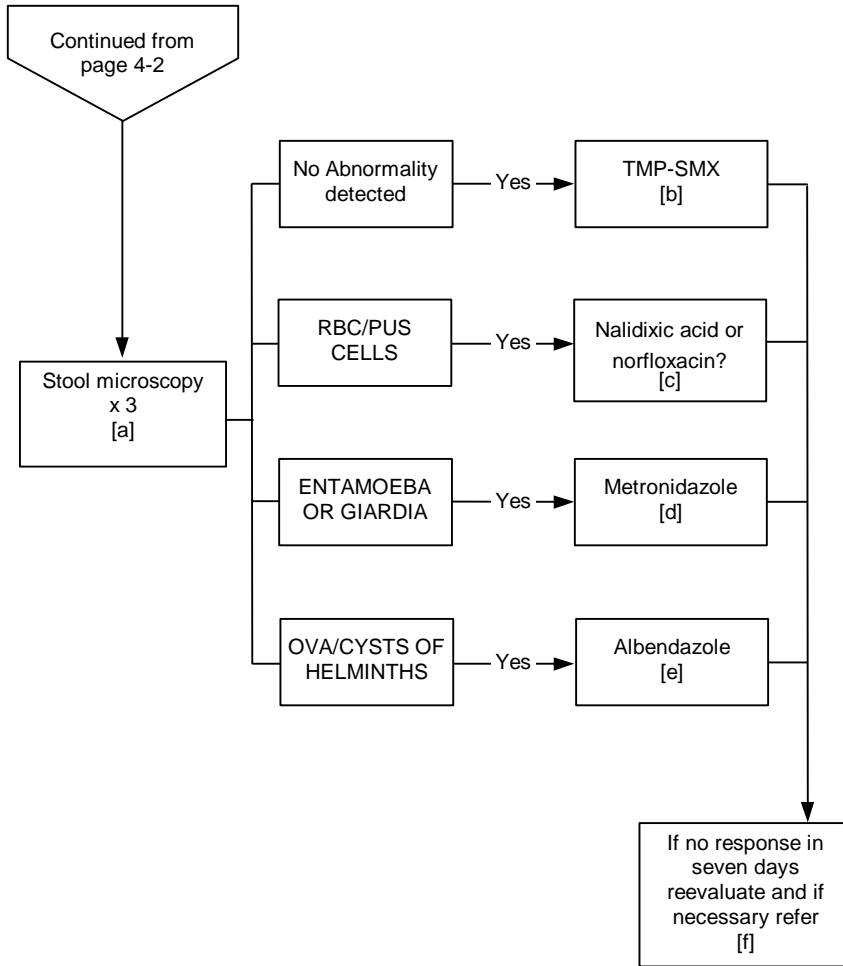 Continued from
page 4-2
No Abnormality
detected
Yes
TMP-SMX
[b]
RBC/PUS
CELLS
Yes
Nalidixic acid or
norfloxacin?
[c]
Stool microscopy
x 3
[a]
ENTAMOEBA
OR GIARDIA
Yes
Metronidazole
[d]
OVA/CYSTS OF
HELMINTHS
Yes
Albendazole
[e]
If no response in
seven days
reevaluate and if
necessary refer
[f]